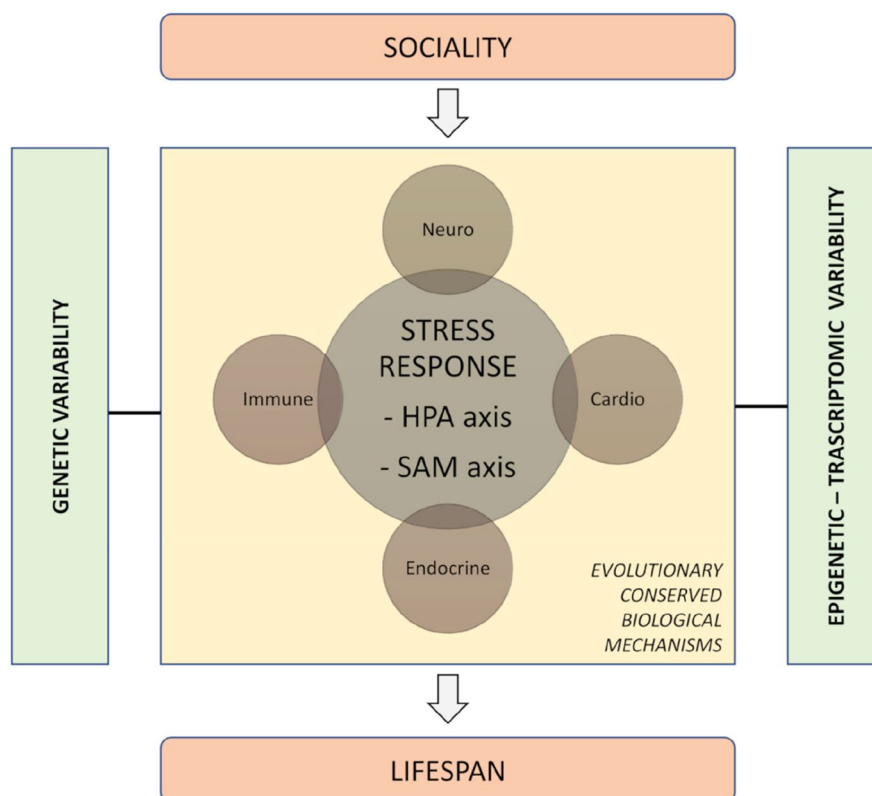 SOCIALITY
GENETIC VARIABILITY
Neuro
STRESS
RESPONSE
- HPA axis
- SAM axis
Immune
Cardio
Endocrine
EVOLUTIONARY
CONSERVED
BIOLOGICAL
MECHANISMS
EPIGENETIC – TRASCRIPTOMIC VARIABILITY
LIFESPAN